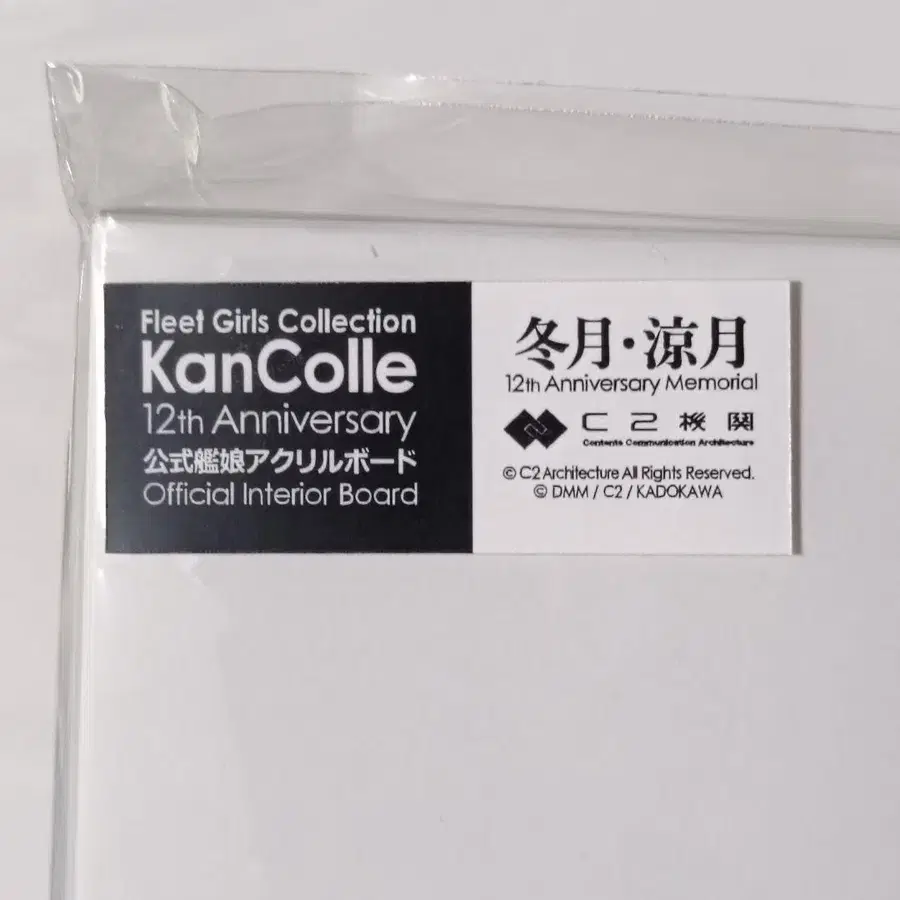 Fleet Girls Collection
KanColle
12th Anniversary
公式艦娘アクリルボード
Official Interior Board
冬月・涼月
12th Anniversary Memorial
C2機関
Contents Communication Architecture
© C2 Architecture All Rights Reserved.
© DMM / C2 / KADOKAWA